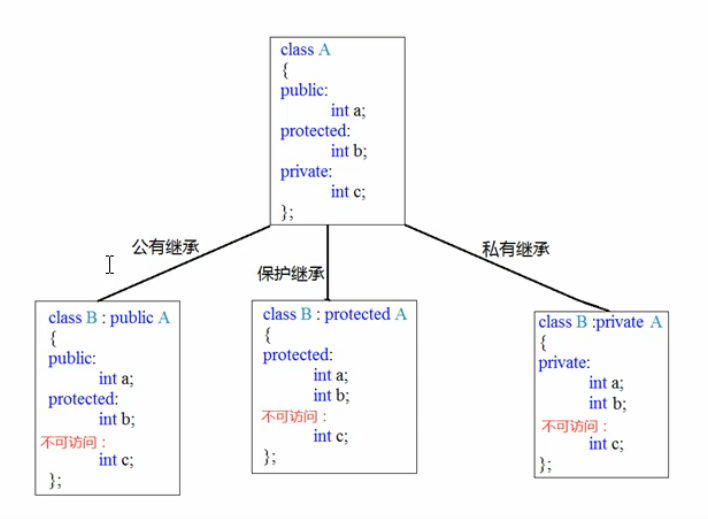 class A
{
public:
int a;
protected:
int b;
private:
int c;
};
公有继承
保护继承
私有继承
class B : public A
{
public:
int a;
protected:
int b;
不可访问：
int c;
};
class B : protected A
{
protected:
int a;
int b;
不可访问：
int c;
};
class B :private A
{
private:
int a;
int b;
不可访问：
int c;
};